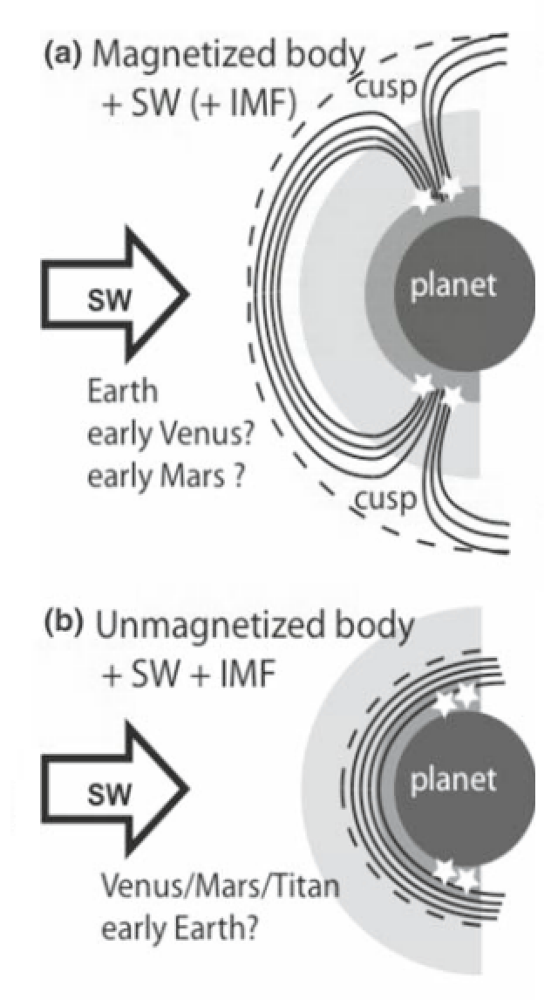 (a) Magnetized body
+ SW (+ IMF)
cusp
planet
SW
Earth
early Venus?
early Mars ?
cusp
(b) Unmagnetized body
+ SW + IMF
planet
SW
Venus/Mars/Titan
early Earth?